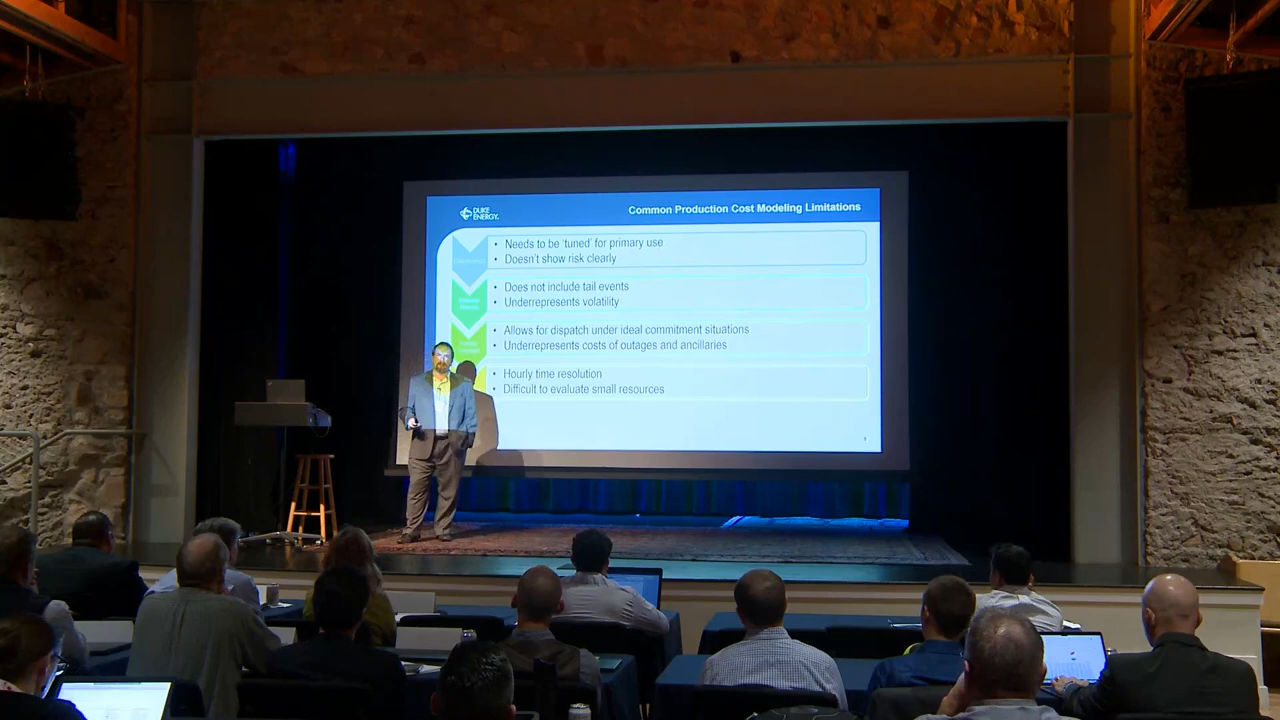 DUKE
ENERGY.
Common Production Cost Modeling Limitations
• Needs to be 'tuned' for primary use
• Doesn't show risk clearly
• Does not include tail events
• Underrepresents volatility
• Allows for dispatch under ideal commitment situations
• Underrepresents costs of outages and ancillaries
• Hourly time resolution
• Difficult to evaluate small resources